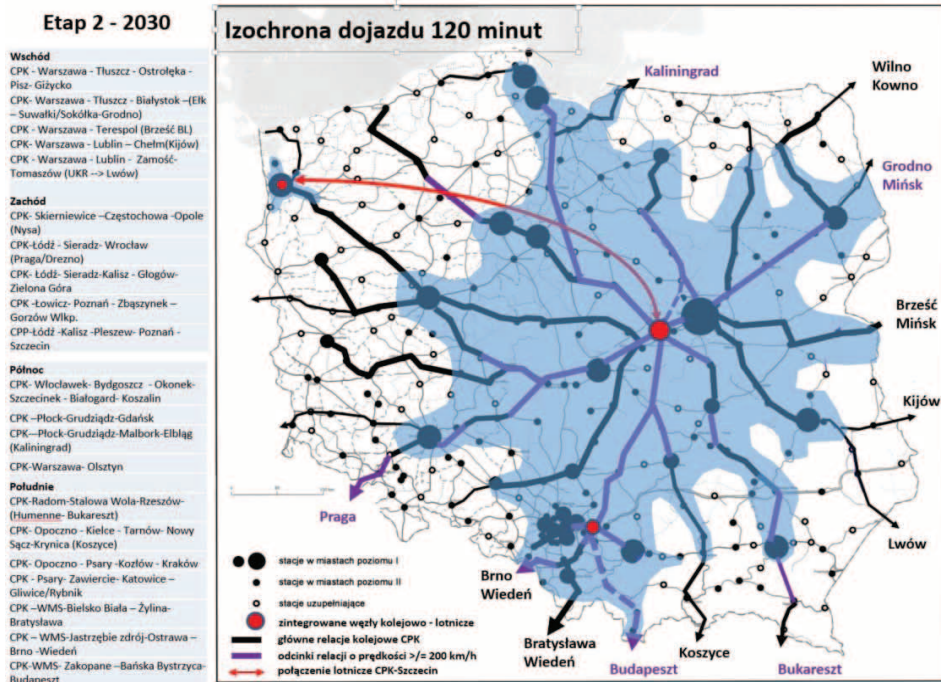 Etap 2 - 2030
Wschód
CPK - Warszawa - Tłuszcz - Ostrołęka -
Pisz- Giżycko
CPK- Warszawa - Tłuszcz - Białystok –(Ełk
– Suwałki/Sokółka-Grodno)
CPK - Warszawa - Terespol (Brześć BL)
CPK - Warszawa - Lublin – Chełm(Kijów)
CPK - Warszawa - Lublin - Zamość-
Tomaszów (UKR --> Lwów)
Zachód
CPK- Skierniewice –Częstochowa -Opole
(Nysa)
CPK-Łódź - Sieradz- Wrocław
(Praga/Drezno)
CPK- Łódź- Sieradz-Kalisz - Głogów-
Zielona Góra
CPK -Łowicz- Poznań - Zbąszynek –
Gorzów Wlkp.
CPP-Łódź -Kalisz -Pleszew- Poznań -
Szczecin
Północ
CPK- Włocławek- Bydgoszcz - Okonek-
Szczecinek - Białogard- Koszalin
CPK –Płock-Grudziądz-Gdańsk
CPK—Płock-Grudziądz-Malbork-Elbląg
(Kaliningrad)
CPK-Warszawa- Olsztyn
Południe
CPK-Radom-Stalowa Wola-Rzeszów-
(Humenne- Bukareszt)
CPK- Opoczno - Kielce - Tarnów- Nowy
Sącz-Krynica (Koszyce)
CPK- Opoczno - Psary -Kozłów - Kraków
CPK - Psary- Zawiercie- Katowice –
Gliwice/Rybnik
CPK –WMS-Bielsko Biała – Żylina-
Bratysława
CPK – WMS-Jastrzębie zdrój-Ostrawa –
Brno -Wiedeń
CPK-WMS- Zakopane –Bańska Bystrzyca-
Budapeszt
Izochrona dojazdu 120 minut
Kaliningrad
Wilno
Kowno
Grodno
Mińsk
Brześć
Mińsk
Kijów
Lwów
Praga
Brno
Wiedeń
Bratysława
Wiedeń
Budapeszt
Koszyce
Bukareszt
stacje w miastach poziomu I
stacje w miastach poziomu II
stacje uzupełniające
zintegrowane węzły kolejowo - lotnicze
główne relacje kolejowe CPK
odcinki relacji o prędkości >/= 200 km/h
połączenie lotnicze CPK-Szczecin